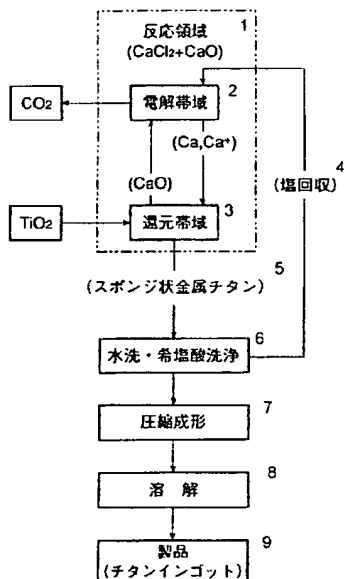 1
反応領域
(CaCl₂+CaO)
2
CO₂
電解帯域
4
(Ca,Ca⁺)
(塩回収)
(CaO)
3
TiO₂
還元帯域
5
(スポンジ状金属チタン)
6
水洗・希塩酸洗浄
7
圧縮成形
8
溶 解
9
製品
(チタンインゴット)